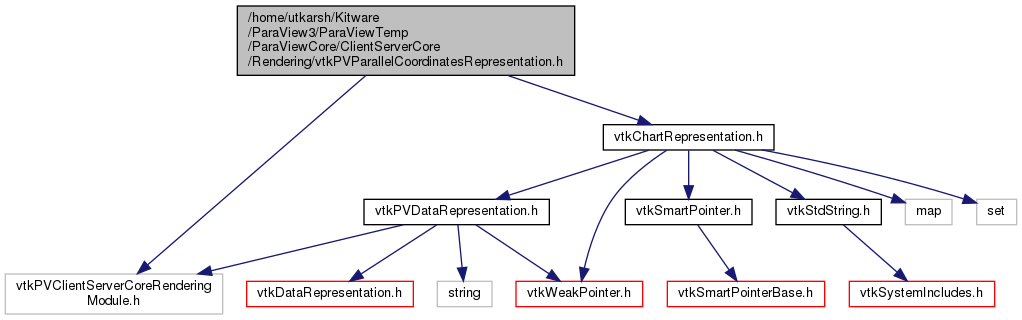 /home/utkarsh/Kitware
/ParaView3/ParaViewTemp
/ParaViewCore/ClientServerCore
/Rendering/vtkPVParallelCoordinatesRepresentation.h
vtkChartRepresentation.h
vtkPVDataRepresentation.h
vtkSmartPointer.h
vtkStdString.h
map
set
vtkPVClientServerCoreRendering
Module.h
vtkDataRepresentation.h
string
vtkWeakPointer.h
vtkSmartPointerBase.h
vtkSystemIncludes.h